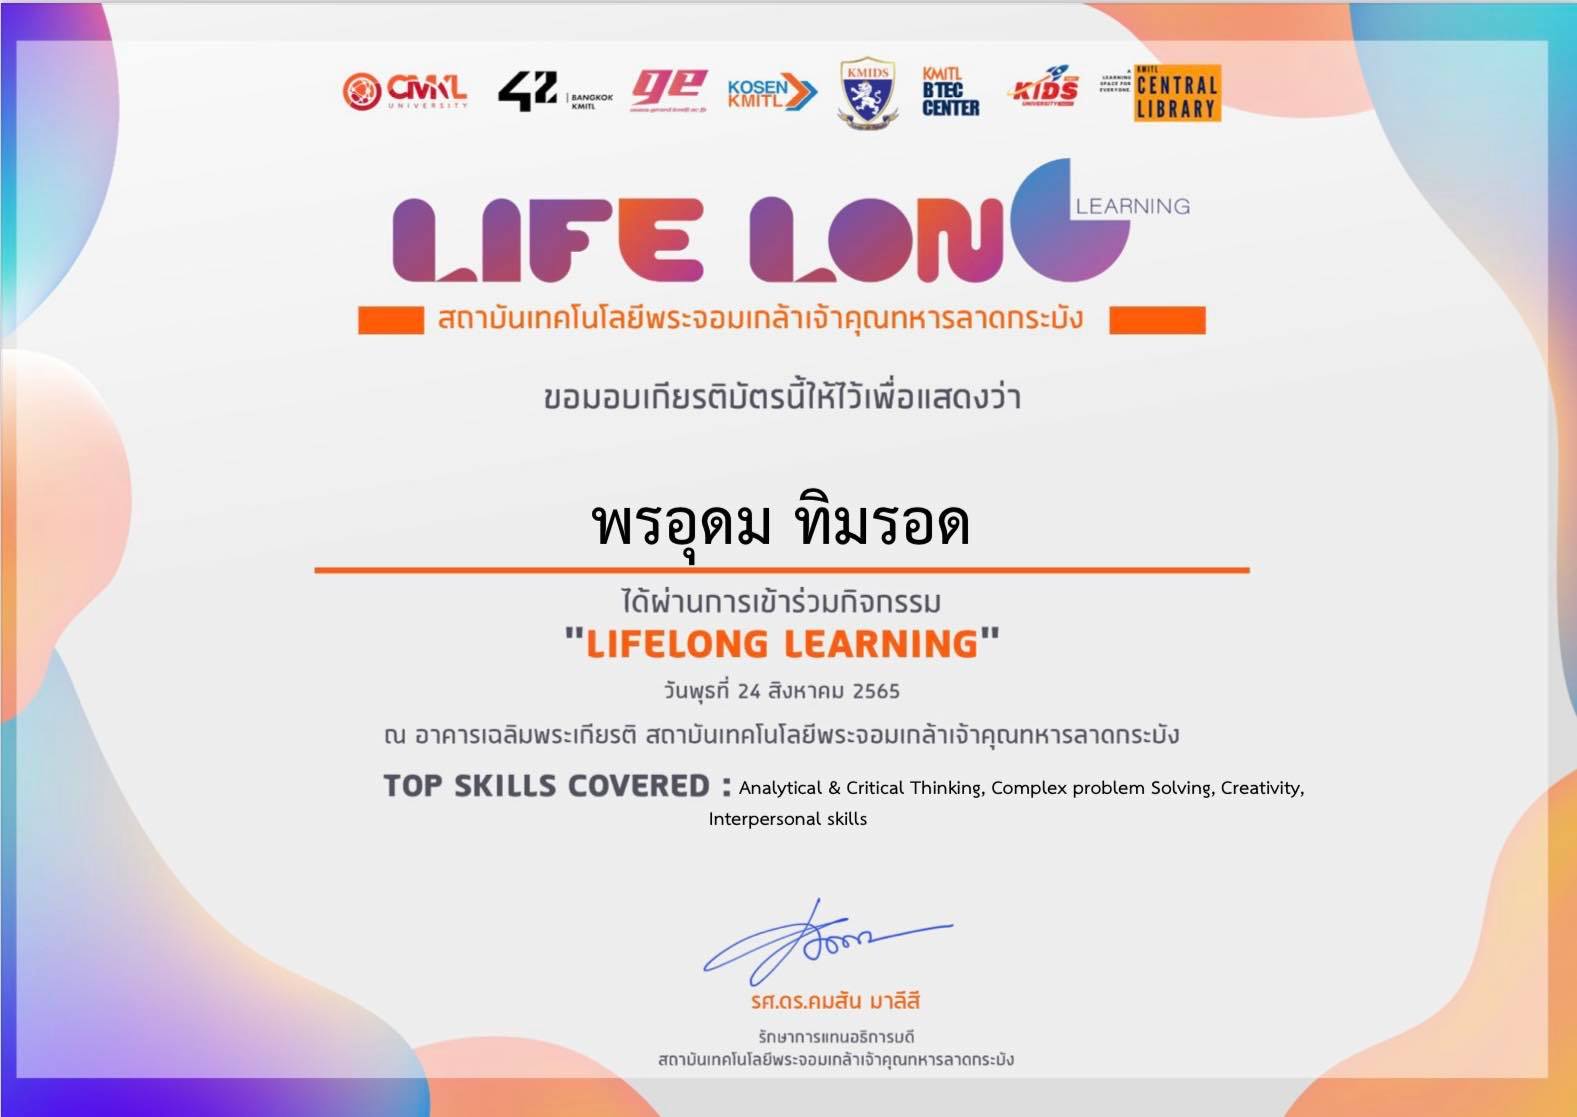 CMKL UNIVERSITY
42 BANGKOK KMITL
ge
KOSEN KMITL
KMIDS
KMITL BTEC CENTER
KIDS UNIVERSITY
A LEARNING SPACE FOR EVERYONE.
KMITL CENTRAL LIBRARY
LIFE LONG LEARNING
สถาบันเทคโนโลยีพระจอมเกล้าเจ้าคุณทหารลาดกระบัง
ขอมอบเกียรติบัตรนี้ให้ไว้เพื่อแสดงว่า
พรอุดม ทิมรอด
ได้ผ่านการเข้าร่วมกิจกรรม
"LIFELONG LEARNING"
วันพุธที่ 24 สิงหาคม 2565
ณ อาคารเฉลิมพระเกียรติ สถาบันเทคโนโลยีพระจอมเกล้าเจ้าคุณทหารลาดกระบัง
TOP SKILLS COVERED : Analytical & Critical Thinking, Complex problem Solving, Creativity,
Interpersonal skills
รศ.ดร.คมสัน มาลีสี
รักษาการแทนอธิการบดี
สถาบันเทคโนโลยีพระจอมเกล้าเจ้าคุณทหารลาดกระบัง